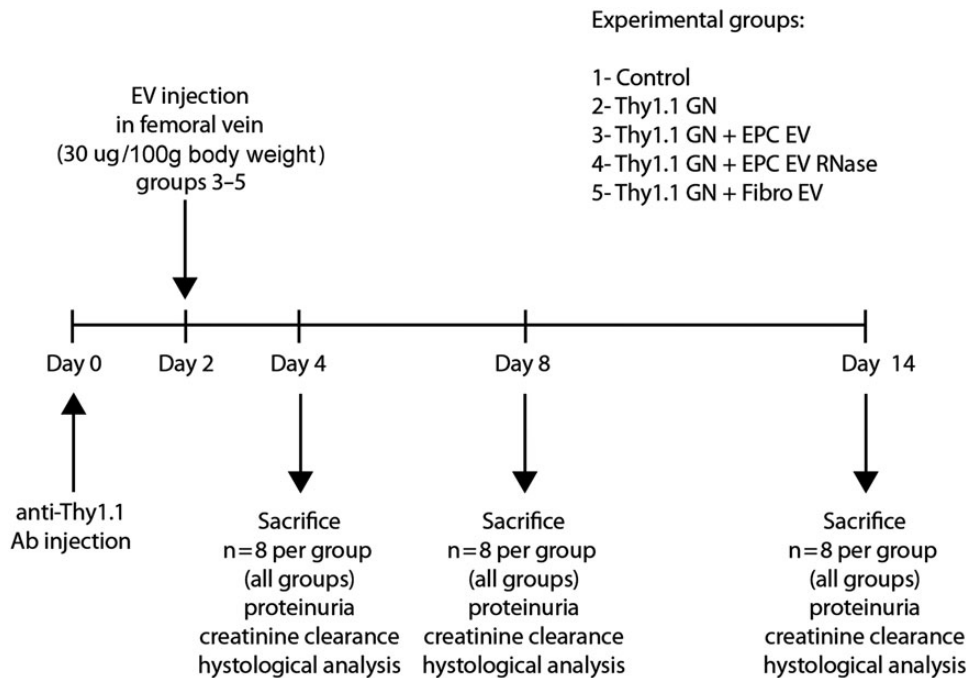 Experimental groups:
1- Control
2- Thy1.1 GN
3- Thy1.1 GN + EPC EV
4- Thy1.1 GN + EPC EV RNase
5- Thy1.1 GN + Fibro EV
EV injection
in femoral vein
(30 ug/100g body weight)
groups 3–5
Day 0
Day 2
Day 4
Day 8
Day 14
anti-Thy1.1
Ab injection
Sacrifice
n=8 per group
(all groups)
proteinuria
creatinine clearance
hystological analysis
Sacrifice
n=8 per group
(all groups)
proteinuria
creatinine clearance
hystological analysis
Sacrifice
n=8 per group
(all groups)
proteinuria
creatinine clearance
hystological analysis